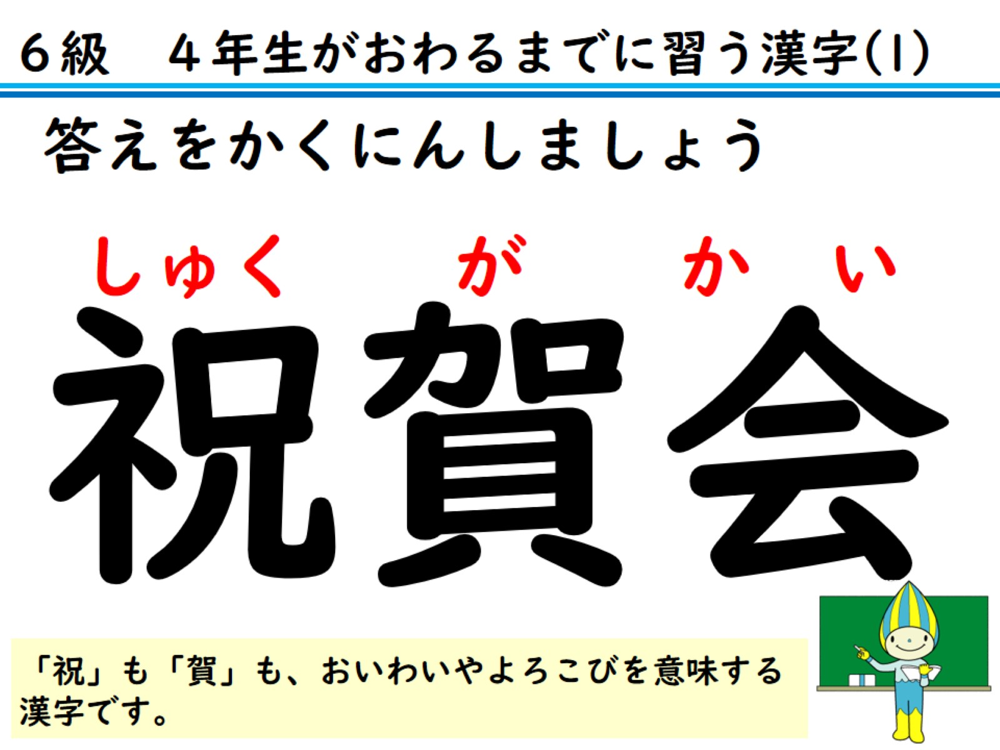 ６級　４年生がおわるまでに習う漢字(1)
答えをかくにんしましょう
しゅく　が　かい
祝賀会
「祝」も「賀」も、おいわいやよろこびを意味する
漢字です。